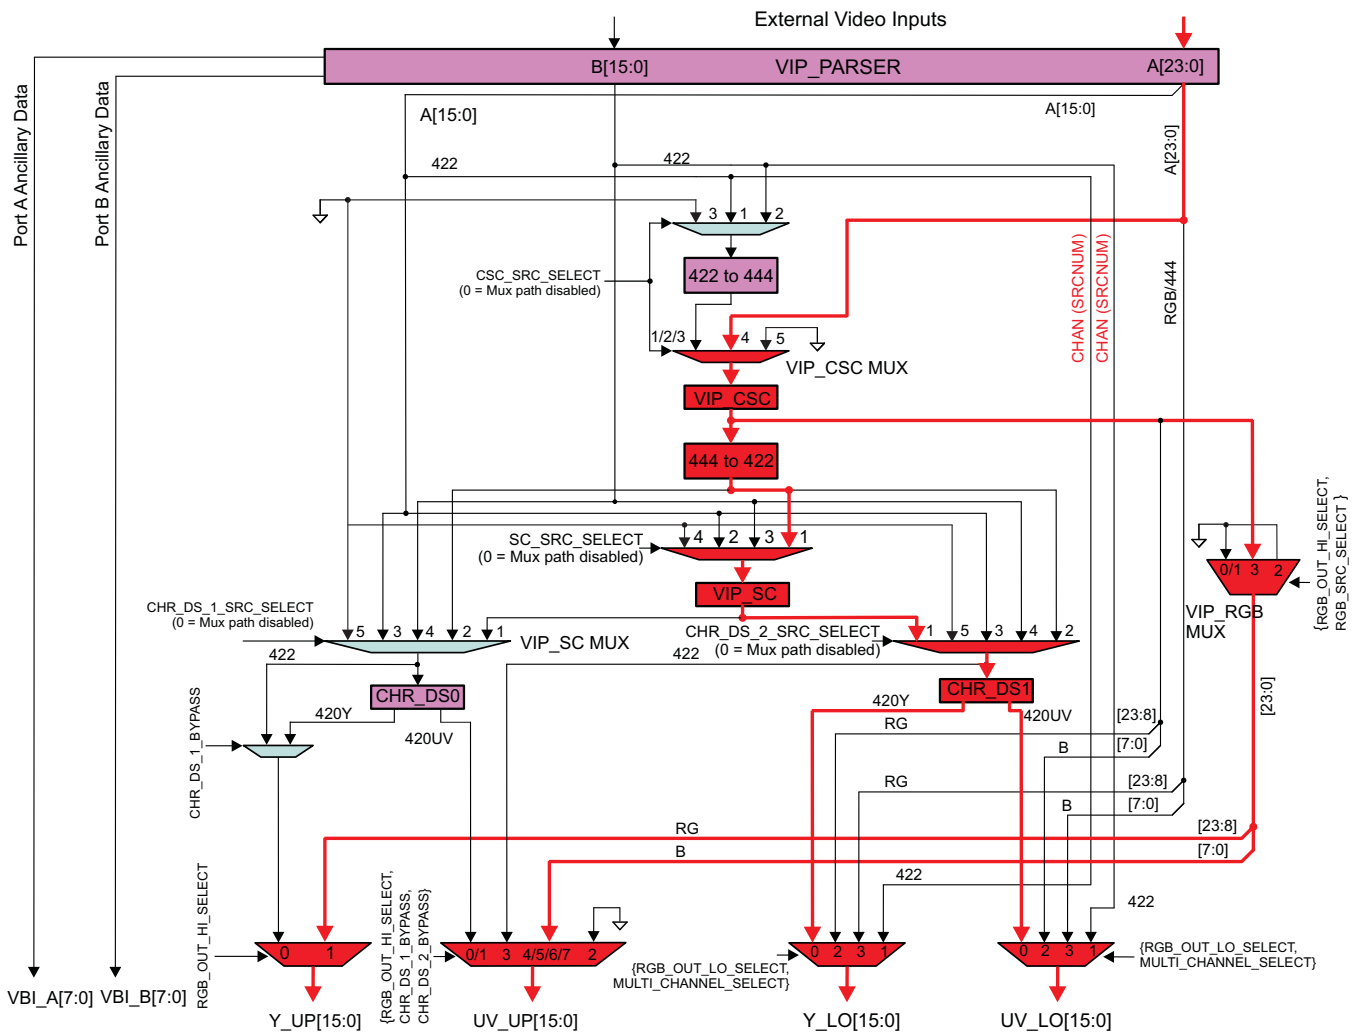 External Video Inputs
B[15:0]
VIP_PARSER
A[23:0]
Port A Ancillary Data
Port B Ancillary Data
A[15:0]
A[15:0]
A[23:0]
422
422
3 1 2
CSC_SRC_SELECT
(0 = Mux path disabled)
422 to 444
CHAN (SRCNUM)
CHAN (SRCNUM)
RGB/444
1/2/3 4 5
VIP_CSC MUX
VIP_CSC
444 to 422
SC_SRC_SELECT
(0 = Mux path disabled)
4 2 3 1
{RGB_OUT_HI_SELECT,
RGB_SRC_SELECT }
0/1 3 2
VIP_RGB
MUX
VIP_SC
CHR_DS_1_SRC_SELECT
(0 = Mux path disabled)
5 3 4 2 1
VIP_SC MUX
CHR_DS_2_SRC_SELECT
(0 = Mux path disabled)
1 5 3 4 2
422
422
CHR_DS0
CHR_DS1
[23:0]
CHR_DS_1_BYPASS
420Y
420UV
420Y
420UV
RG
[23:8]
B
[7:0]
RG
[23:8]
B
[7:0]
RG
[23:8]
B
[7:0]
422
422
RGB_OUT_HI_SELECT
0 1
{RGB_OUT_HI_SELECT,
CHR_DS_1_BYPASS,
CHR_DS_2_BYPASS}
0/1 3 4/5/6/7 2
{RGB_OUT_LO_SELECT,
MULTI_CHANNEL_SELECT}
0 2 3 1
0 2 3 1
{RGB_OUT_LO_SELECT,
MULTI_CHANNEL_SELECT}
VBI_A[7:0]
VBI_B[7:0]
Y_UP[15:0]
UV_UP[15:0]
Y_LO[15:0]
UV_LO[15:0]